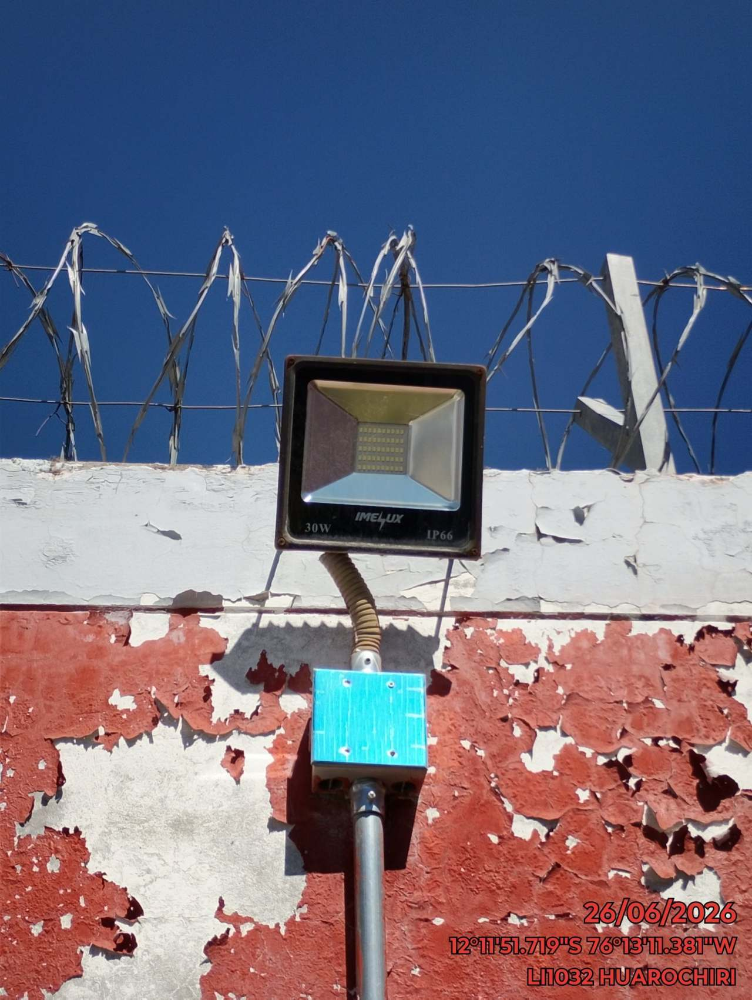 IMELUX
30W IP66
26/06/2026
12°11'51.719"S 76°13'11.381"W
LI1032 HUAROCHIRI